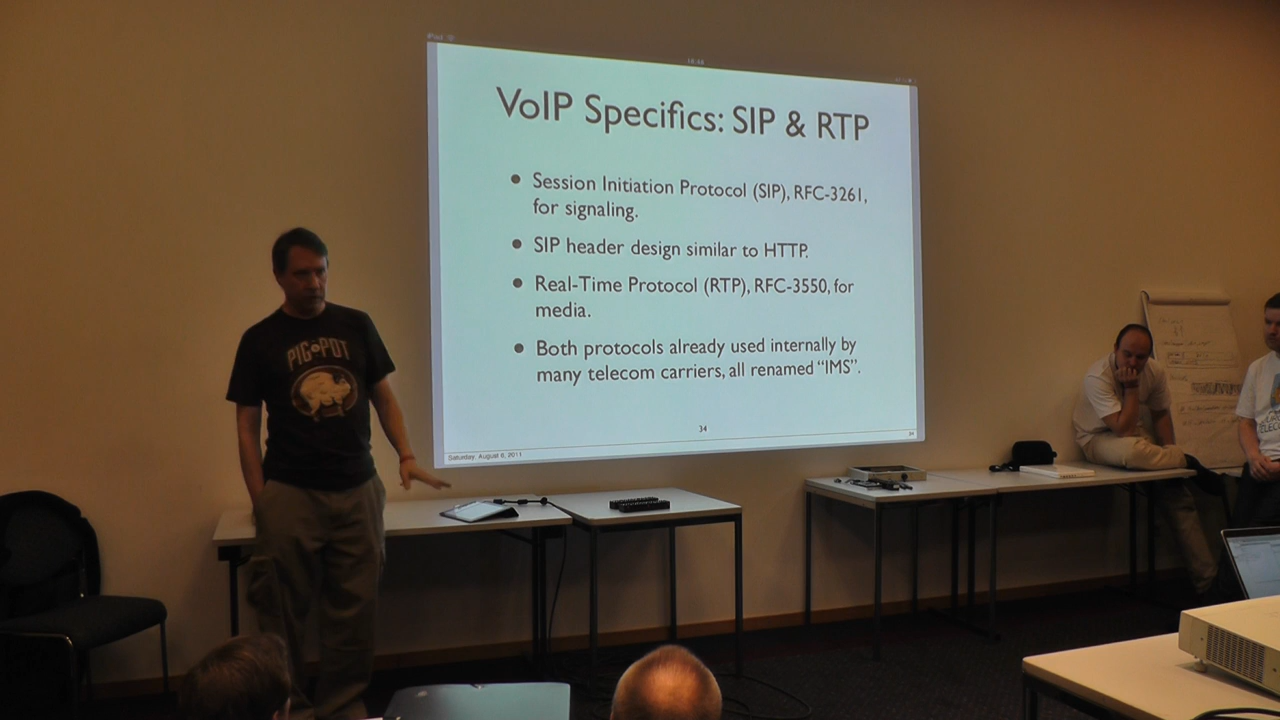 iPad
VoIP Specifics: SIP & RTP
• Session Initiation Protocol (SIP), RFC-3261,
for signaling.
• SIP header design similar to HTTP.
• Real-Time Protocol (RTP), RFC-3550, for
media.
• Both protocols already used internally by
many telecom carriers, all renamed “IMS”.
34
Saturday, August 6, 2011
PIG POT